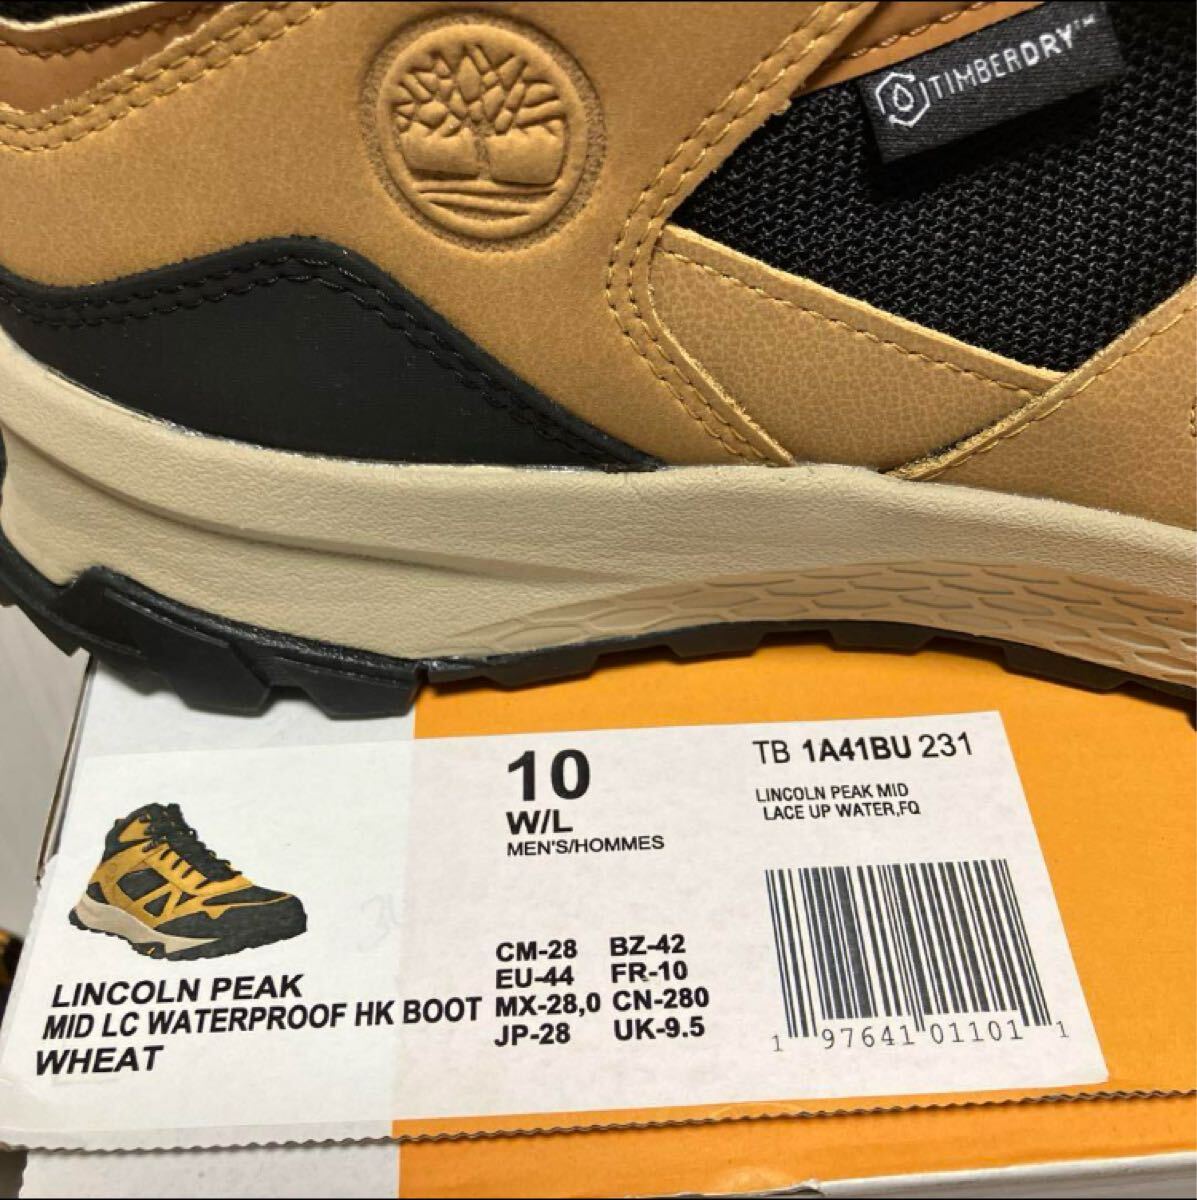 TIMBERDRY™
10
W/L
MEN'S/HOMMES
TB 1A41BU 231
LINCOLN PEAK MID
LACE UP WATER,FQ
LINCOLN PEAK
MID LC WATERPROOF HK BOOT
WHEAT
CM-28 BZ-42
EU-44 FR-10
MX-28,0 CN-280
JP-28 UK-9.5
1 97641 01101 1